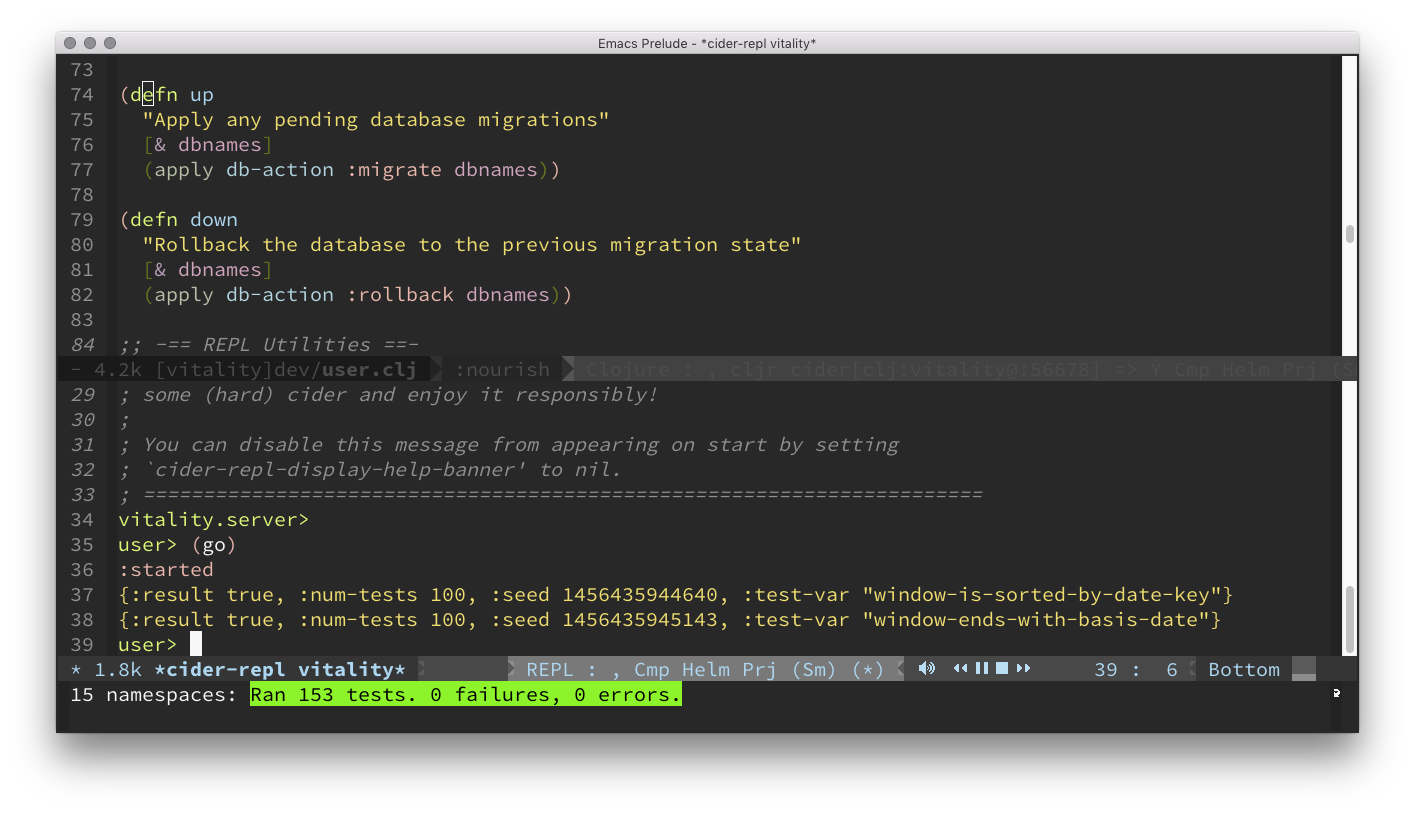 Emacs Prelude - *cider-repl vitality*
73
74 (defn up
75   "Apply any pending database migrations"
76   [& dbnames]
77   (apply db-action :migrate dbnames))
78
79 (defn down
80   "Rollback the database to the previous migration state"
81   [& dbnames]
82   (apply db-action :rollback dbnames))
83
84 ;; -== REPL Utilities ==-
- 4.2k [vitality]dev/user.clj :nourish Clojure : , cljr cider[clj:vitality@:56678] => Ÿ Cmp Helm Prj
29 ; some (hard) cider and enjoy it responsibly!
30 ;
31 ; You can disable this message from appearing on start by setting
32 ; `cider-repl-display-help-banner' to nil.
33 ; ======================================================================
34 vitality.server>
35 user> (go)
36 :started
37 {:result true, :num-tests 100, :seed 1456435944640, :test-var "window-is-sorted-by-date-key"}
38 {:result true, :num-tests 100, :seed 1456435945143, :test-var "window-ends-with-basis-date"}
39 user>
* 1.8k *cider-repl vitality* REPL : , Cmp Helm Prj (Sm) (*) 39 : 6 Bottom
15 namespaces: Ran 153 tests. 0 failures, 0 errors.